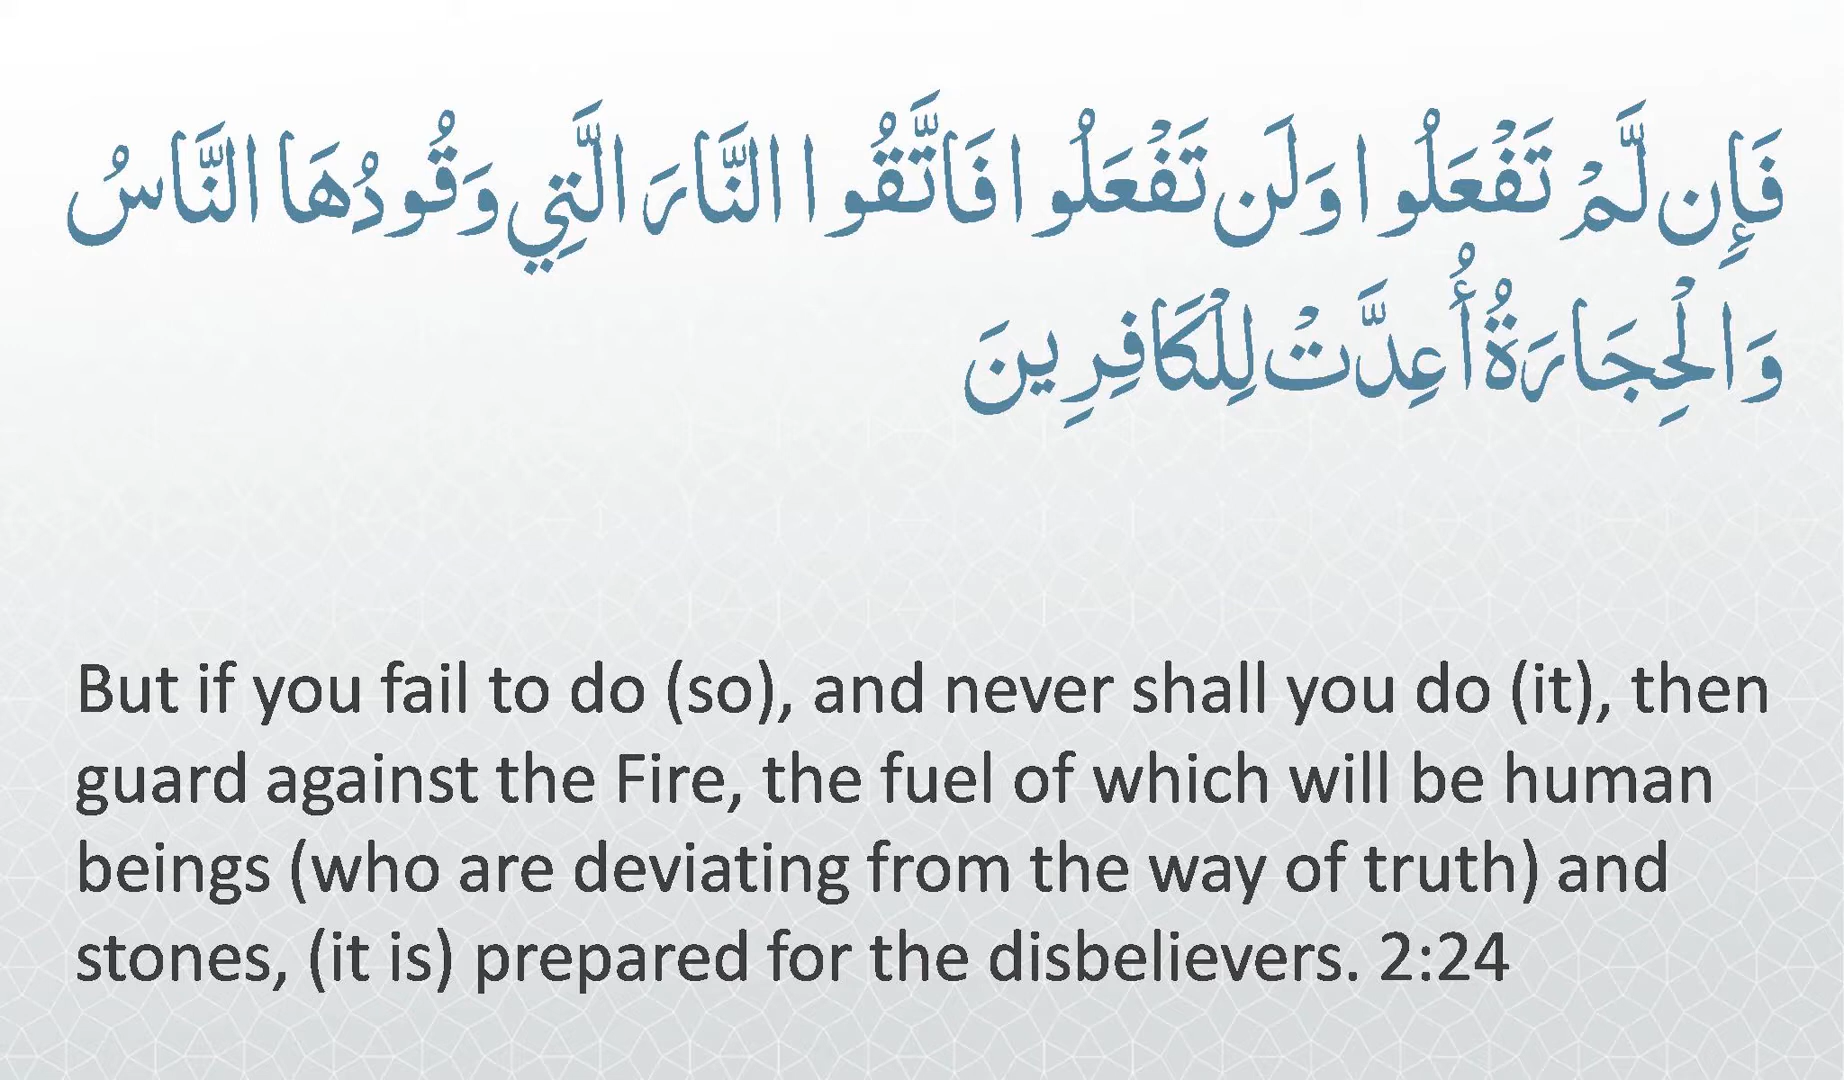 فَإِن لَّمْ تَفْعَلُوا وَلَن تَفْعَلُوا فَاتَّقُوا النَّارَ الَّتِي وَقُودُهَا النَّاسُ
وَالْحِجَارَةُ أُعِدَّتْ لِلْكَافِرِينَ
But if you fail to do (so), and never shall you do (it), then
guard against the Fire, the fuel of which will be human
beings (who are deviating from the way of truth) and
stones, (it is) prepared for the disbelievers. 2:24